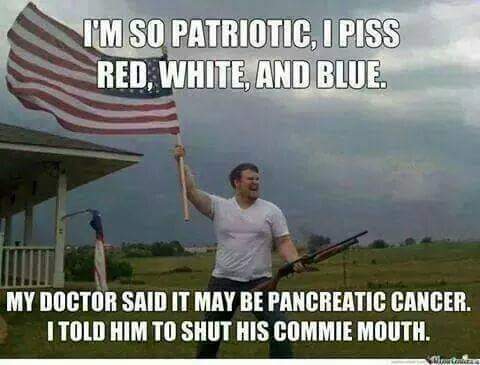 I'M SO PATRIOTIC, I PISS
RED, WHITE, AND BLUE.
MY DOCTOR SAID IT MAY BE PANCREATIC CANCER.
I TOLD HIM TO SHUT HIS COMMIE MOUTH.